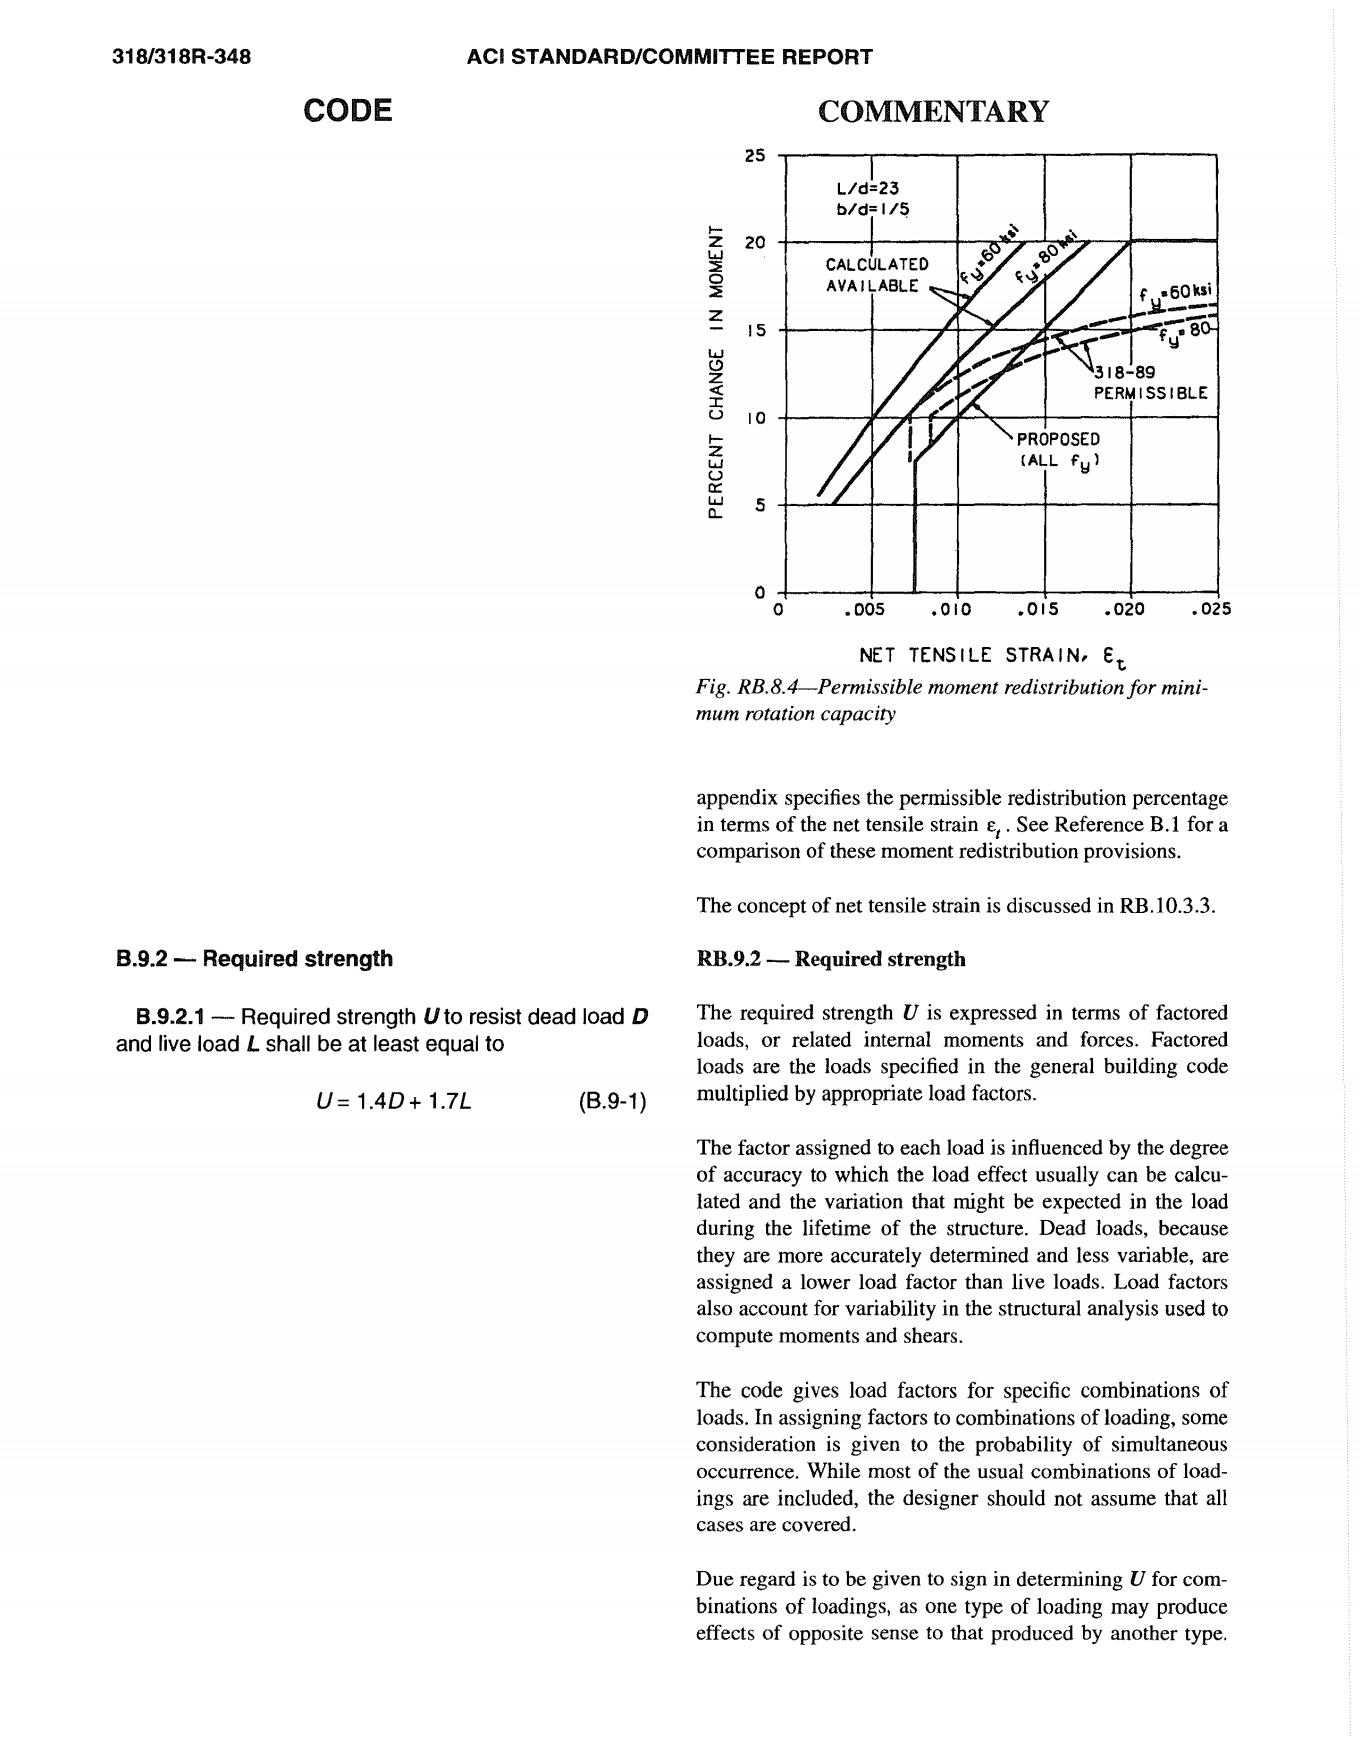 318/318R-348
ACI STANDARD/COMMITTEE REPORT
CODE
COMMENTARY
25
20
15
10
5
0
PERCENT CHANGE IN MOMENT
L/d=23
b/d=1/5
CALCULATED
AVAILABLE
fy=60 ksi
fy=80 ksi
fy=60 ksi
fy=80
318-89
PERMISSIBLE
PROPOSED
(ALL fy)
0 .005 .010 .015 .020 .025
NET TENSILE STRAIN, εt
Fig. RB.8.4—Permissible moment redistribution for mini-
mum rotation capacity
appendix specifies the permissible redistribution percentage
in terms of the net tensile strain εt. See Reference B.1 for a
comparison of these moment redistribution provisions.
The concept of net tensile strain is discussed in RB.10.3.3.
B.9.2 — Required strength
B.9.2.1 — Required strength U to resist dead load D
and live load L shall be at least equal to
U = 1.4D + 1.7L (B.9-1)
RB.9.2 — Required strength
The required strength U is expressed in terms of factored
loads, or related internal moments and forces. Factored
loads are the loads specified in the general building code
multiplied by appropriate load factors.
The factor assigned to each load is influenced by the degree
of accuracy to which the load effect usually can be calcu-
lated and the variation that might be expected in the load
during the lifetime of the structure. Dead loads, because
they are more accurately determined and less variable, are
assigned a lower load factor than live loads. Load factors
also account for variability in the structural analysis used to
compute moments and shears.
The code gives load factors for specific combinations of
loads. In assigning factors to combinations of loading, some
consideration is given to the probability of simultaneous
occurrence. While most of the usual combinations of load-
ings are included, the designer should not assume that all
cases are covered.
Due regard is to be given to sign in determining U for com-
binations of loadings, as one type of loading may produce
effects of opposite sense to that produced by another type.